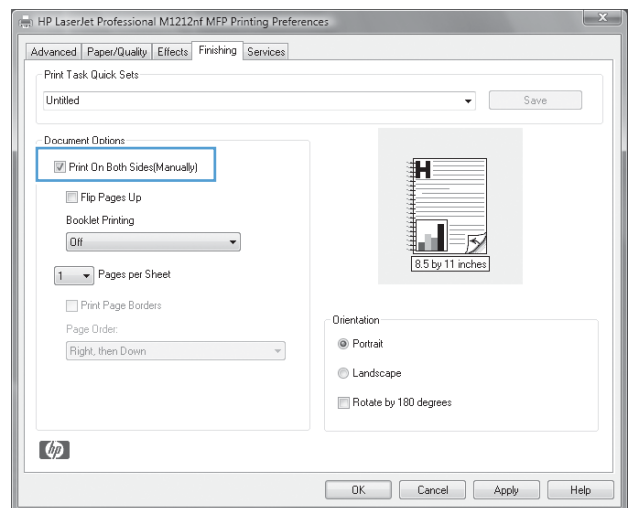 HP LaserJet Professional M1212nf MFP Printing Preferences
Advanced Paper/Quality Effects Finishing Services
Print Task Quick Sets
Untitled Save
Document Options
Print On Both Sides(Manually)
Flip Pages Up
Booklet Printing
Off
1 Pages per Sheet
Print Page Borders
Page Order:
Right, then Down
H
8.5 by 11 inches
Orientation
Portrait
Landscape
Rotate by 180 degrees
hp
OK Cancel Apply Help